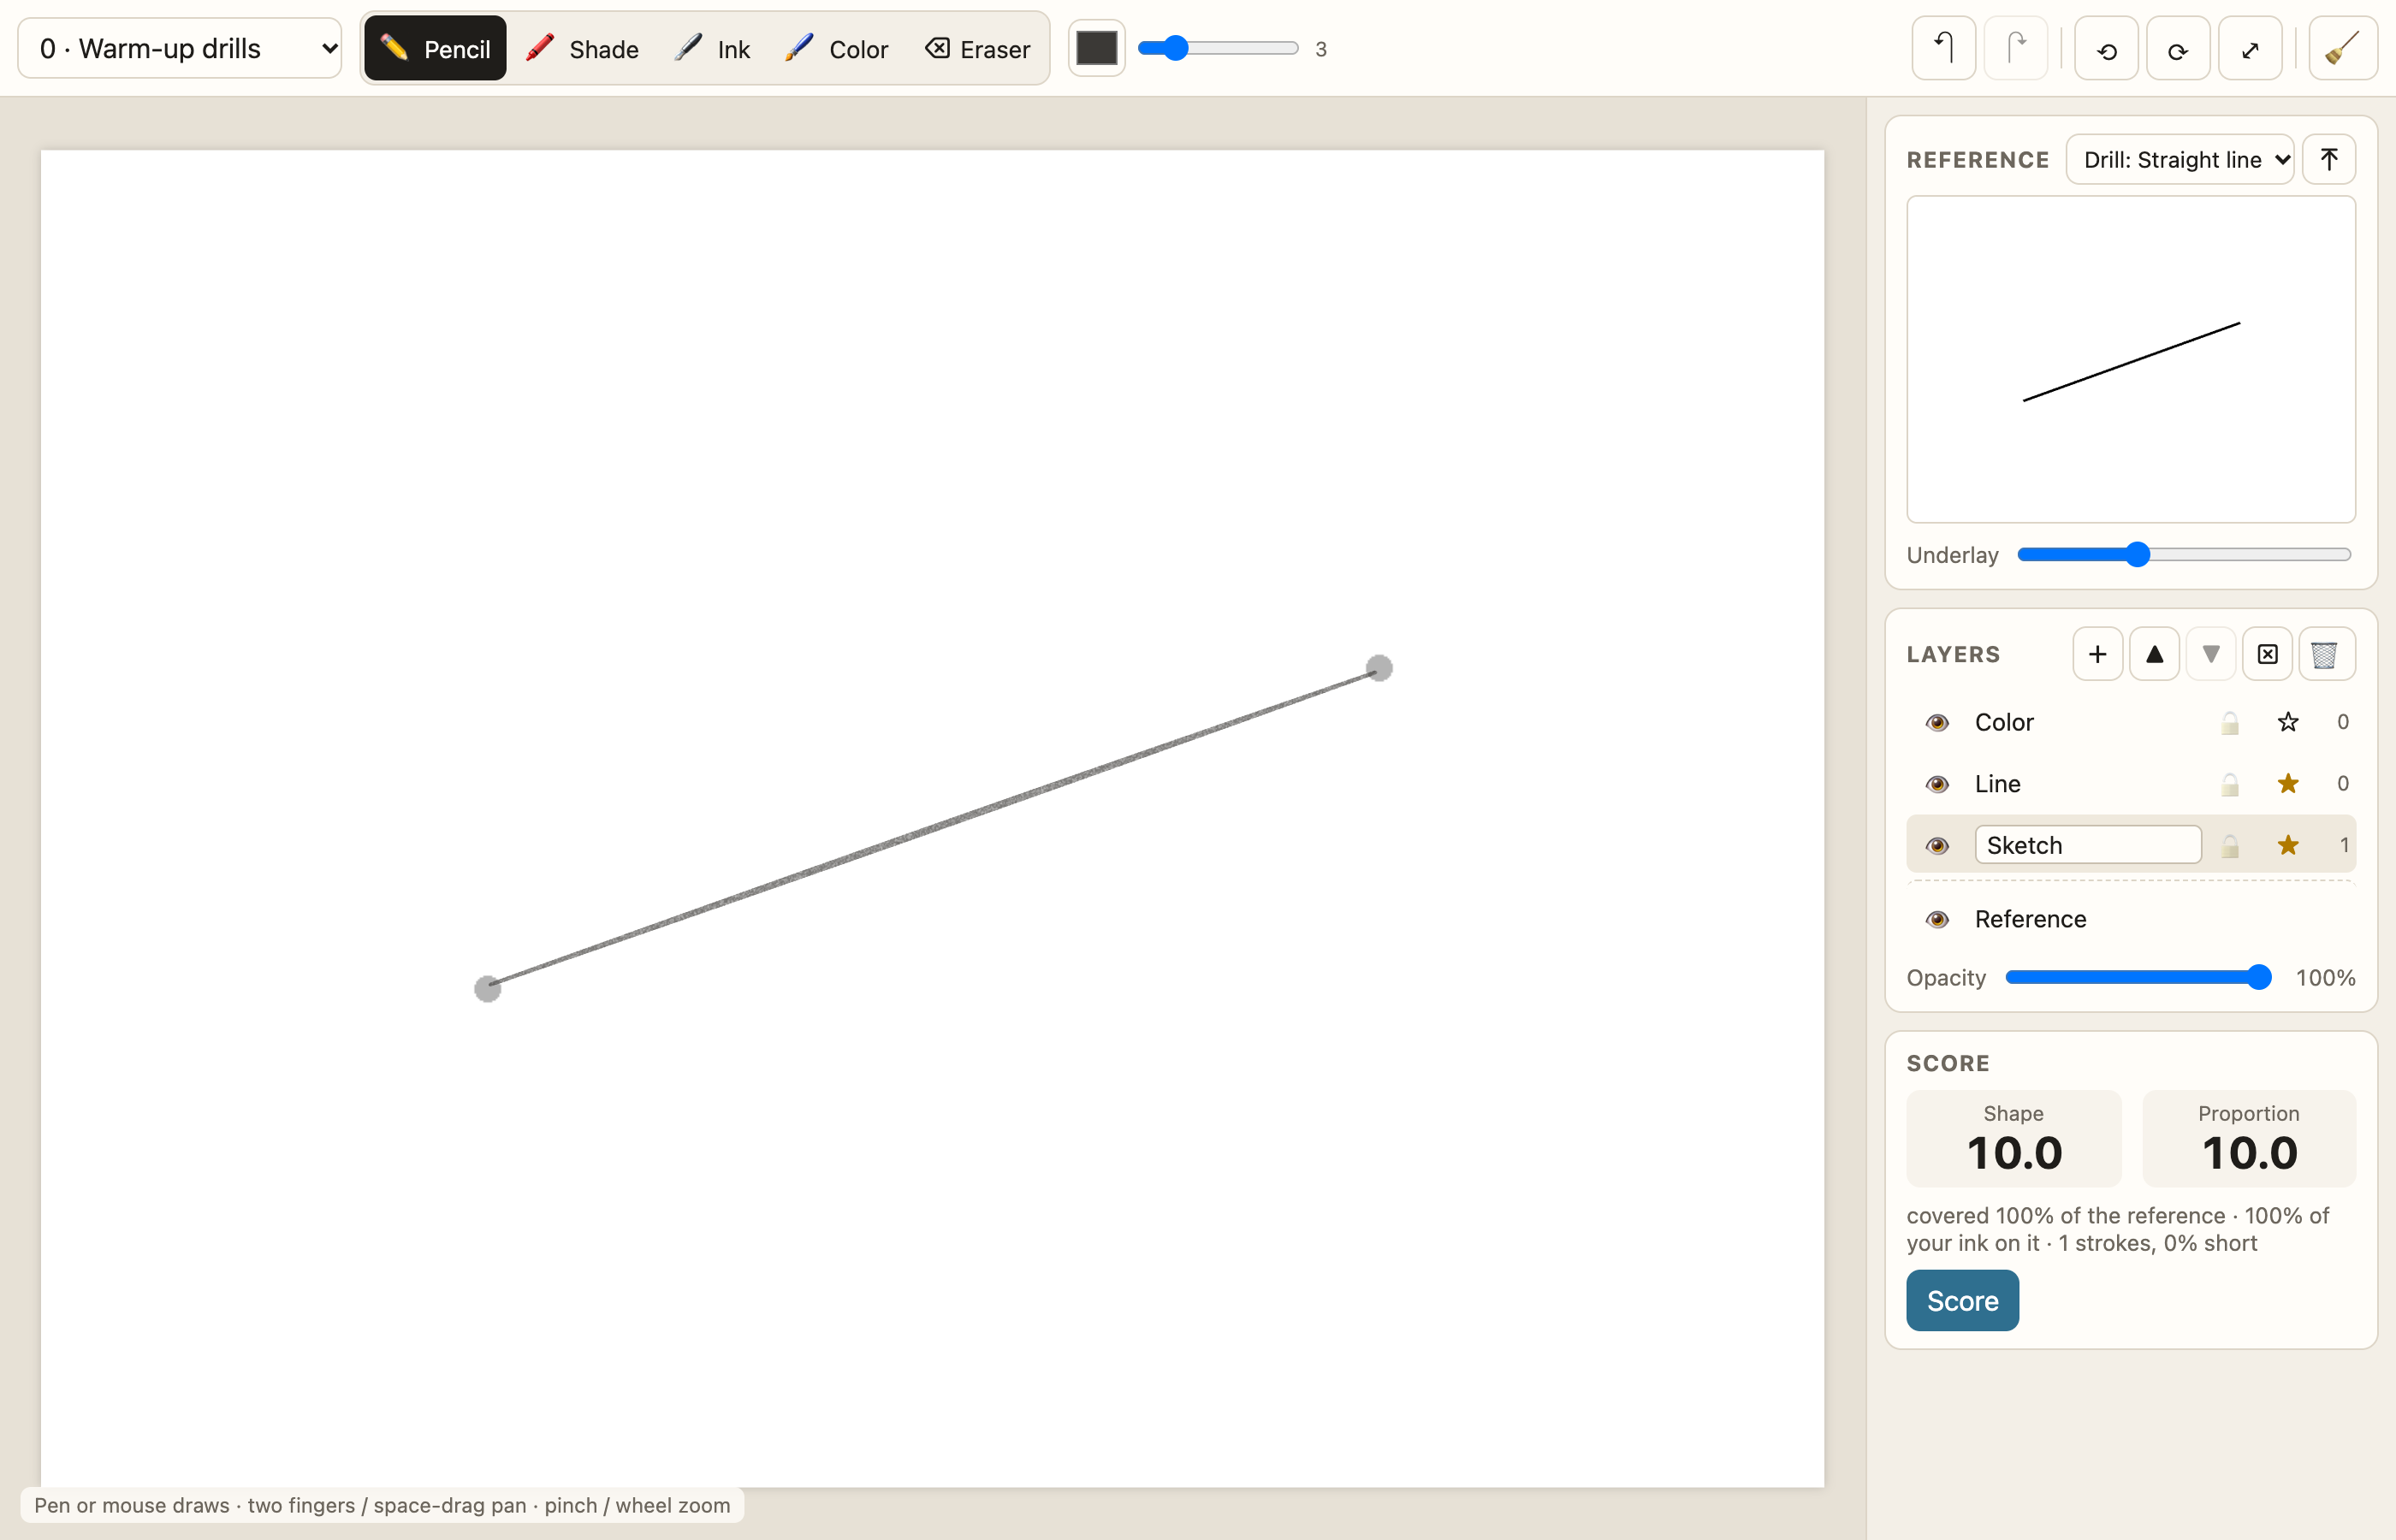 0 · Warm-up drills
Pencil
Shade
Ink
Color
Eraser
3
REFERENCE
Drill: Straight line
Underlay
LAYERS
Color
0
Line
0
Sketch
1
Reference
Opacity
100%
SCORE
Shape
Proportion
10.0
10.0
covered 100% of the reference · 100% of
your ink on it · 1 strokes, 0% short
Score
Pen or mouse draws · two fingers / space-drag pan · pinch / wheel zoom